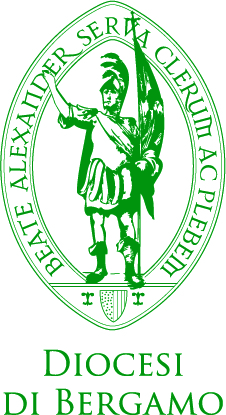 BEATE ALEXANDER SERVA CLERUM AC PLEBEM
DIOCESI
DI BERGAMO